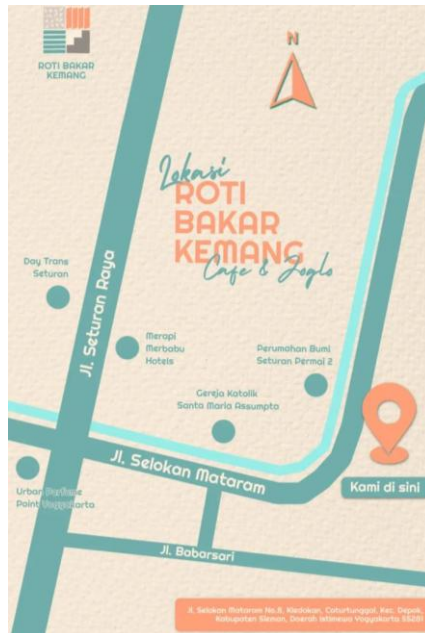 ROTI BAKAR
KEMANG
N
Lokasi
ROTI
BAKAR
KEMANG
Cafe & Joglo
Day Trans
Seturan
Jl. Seturan Raya
Merapi
Merbabu
Hotels
Perumahan Bumi
Seturan Permai 2
Gereja Katolik
Santa Maria Assumpta
Jl. Selokan Mataram
Urban Parfume
Point Yogyakarta
Kami di sini
Jl. Babarsari
Jl. Selokan Mataram No.8, Kledokan, Caturtunggal, Kec. Depok,
Kabupaten Sleman, Daerah Istimewa Yogyakarta 55281